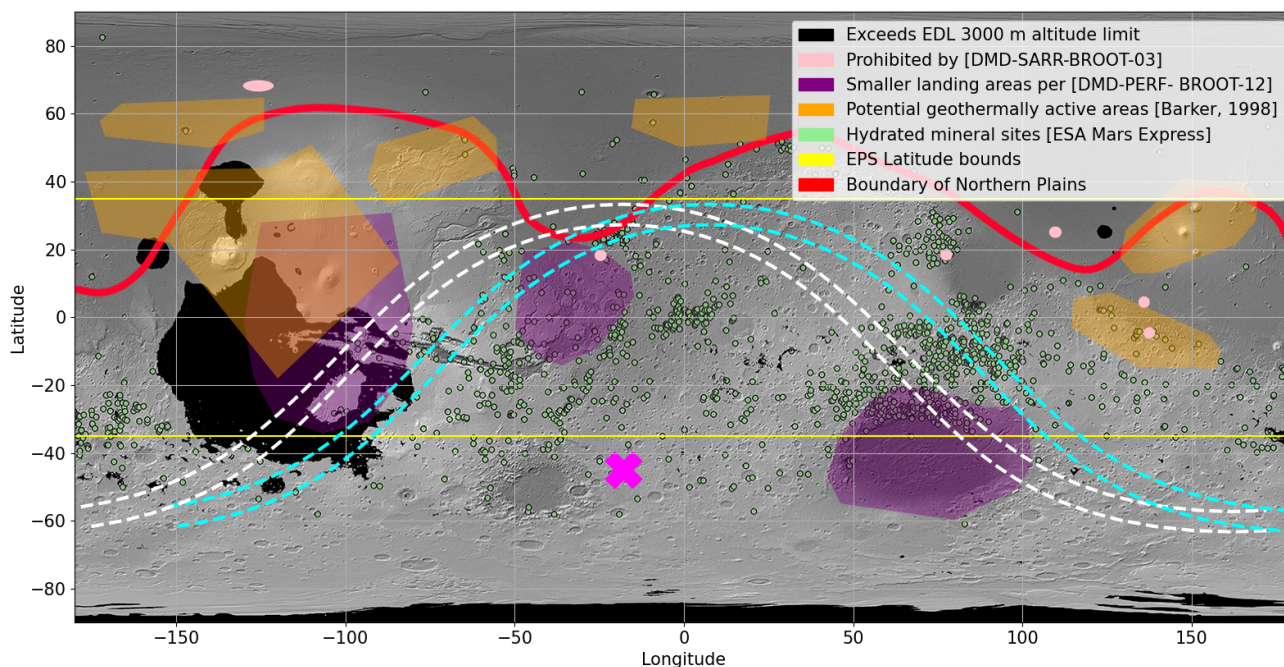 Exceeds EDL 3000 m altitude limit
Prohibited by [DMD-SARR-BROOT-03]
Smaller landing areas per [DMD-PERF- BROOT-12]
Potential geothermally active areas [Barker, 1998]
Hydrated mineral sites [ESA Mars Express]
EPS Latitude bounds
Boundary of Northern Plains
Latitude
80
60
40
20
0
−20
−40
−60
−80
−150
−100
−50
0
50
100
150
Longitude